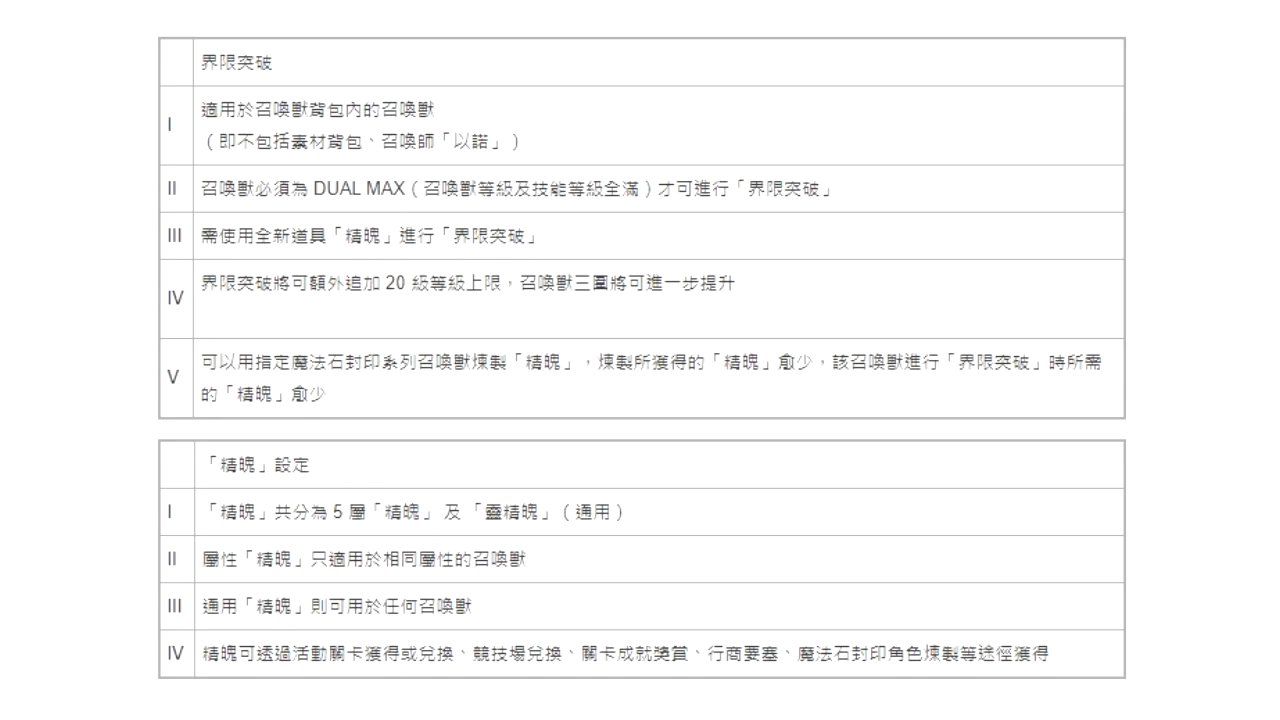 界限突破
I
適用於召喚獸背包內的召喚獸
（即不包括素材背包、召喚師「以諾」）
II
召喚獸必須為 DUAL MAX（召喚獸等級及技能等級全滿）才可進行「界限突破」
III
需使用全新道具「精魄」進行「界限突破」
IV
界限突破將可額外追加 20 級等級上限，召喚獸三圍將可進一步提升
V
可以用指定魔法石封印系列召喚獸煉製「精魄」，煉製所獲得的「精魄」愈少，該召喚獸進行「界限突破」時所需
的「精魄」愈少
「精魄」設定
I
「精魄」共分為 5 屬「精魄」 及 「靈精魄」（通用）
II
屬性「精魄」只適用於相同屬性的召喚獸
III
通用「精魄」則可用於任何召喚獸
IV
精魄可透過活動關卡獲得或兌換、競技場兌換、關卡成就獎賞、行商要塞、魔法石封印角色煉製等途徑獲得